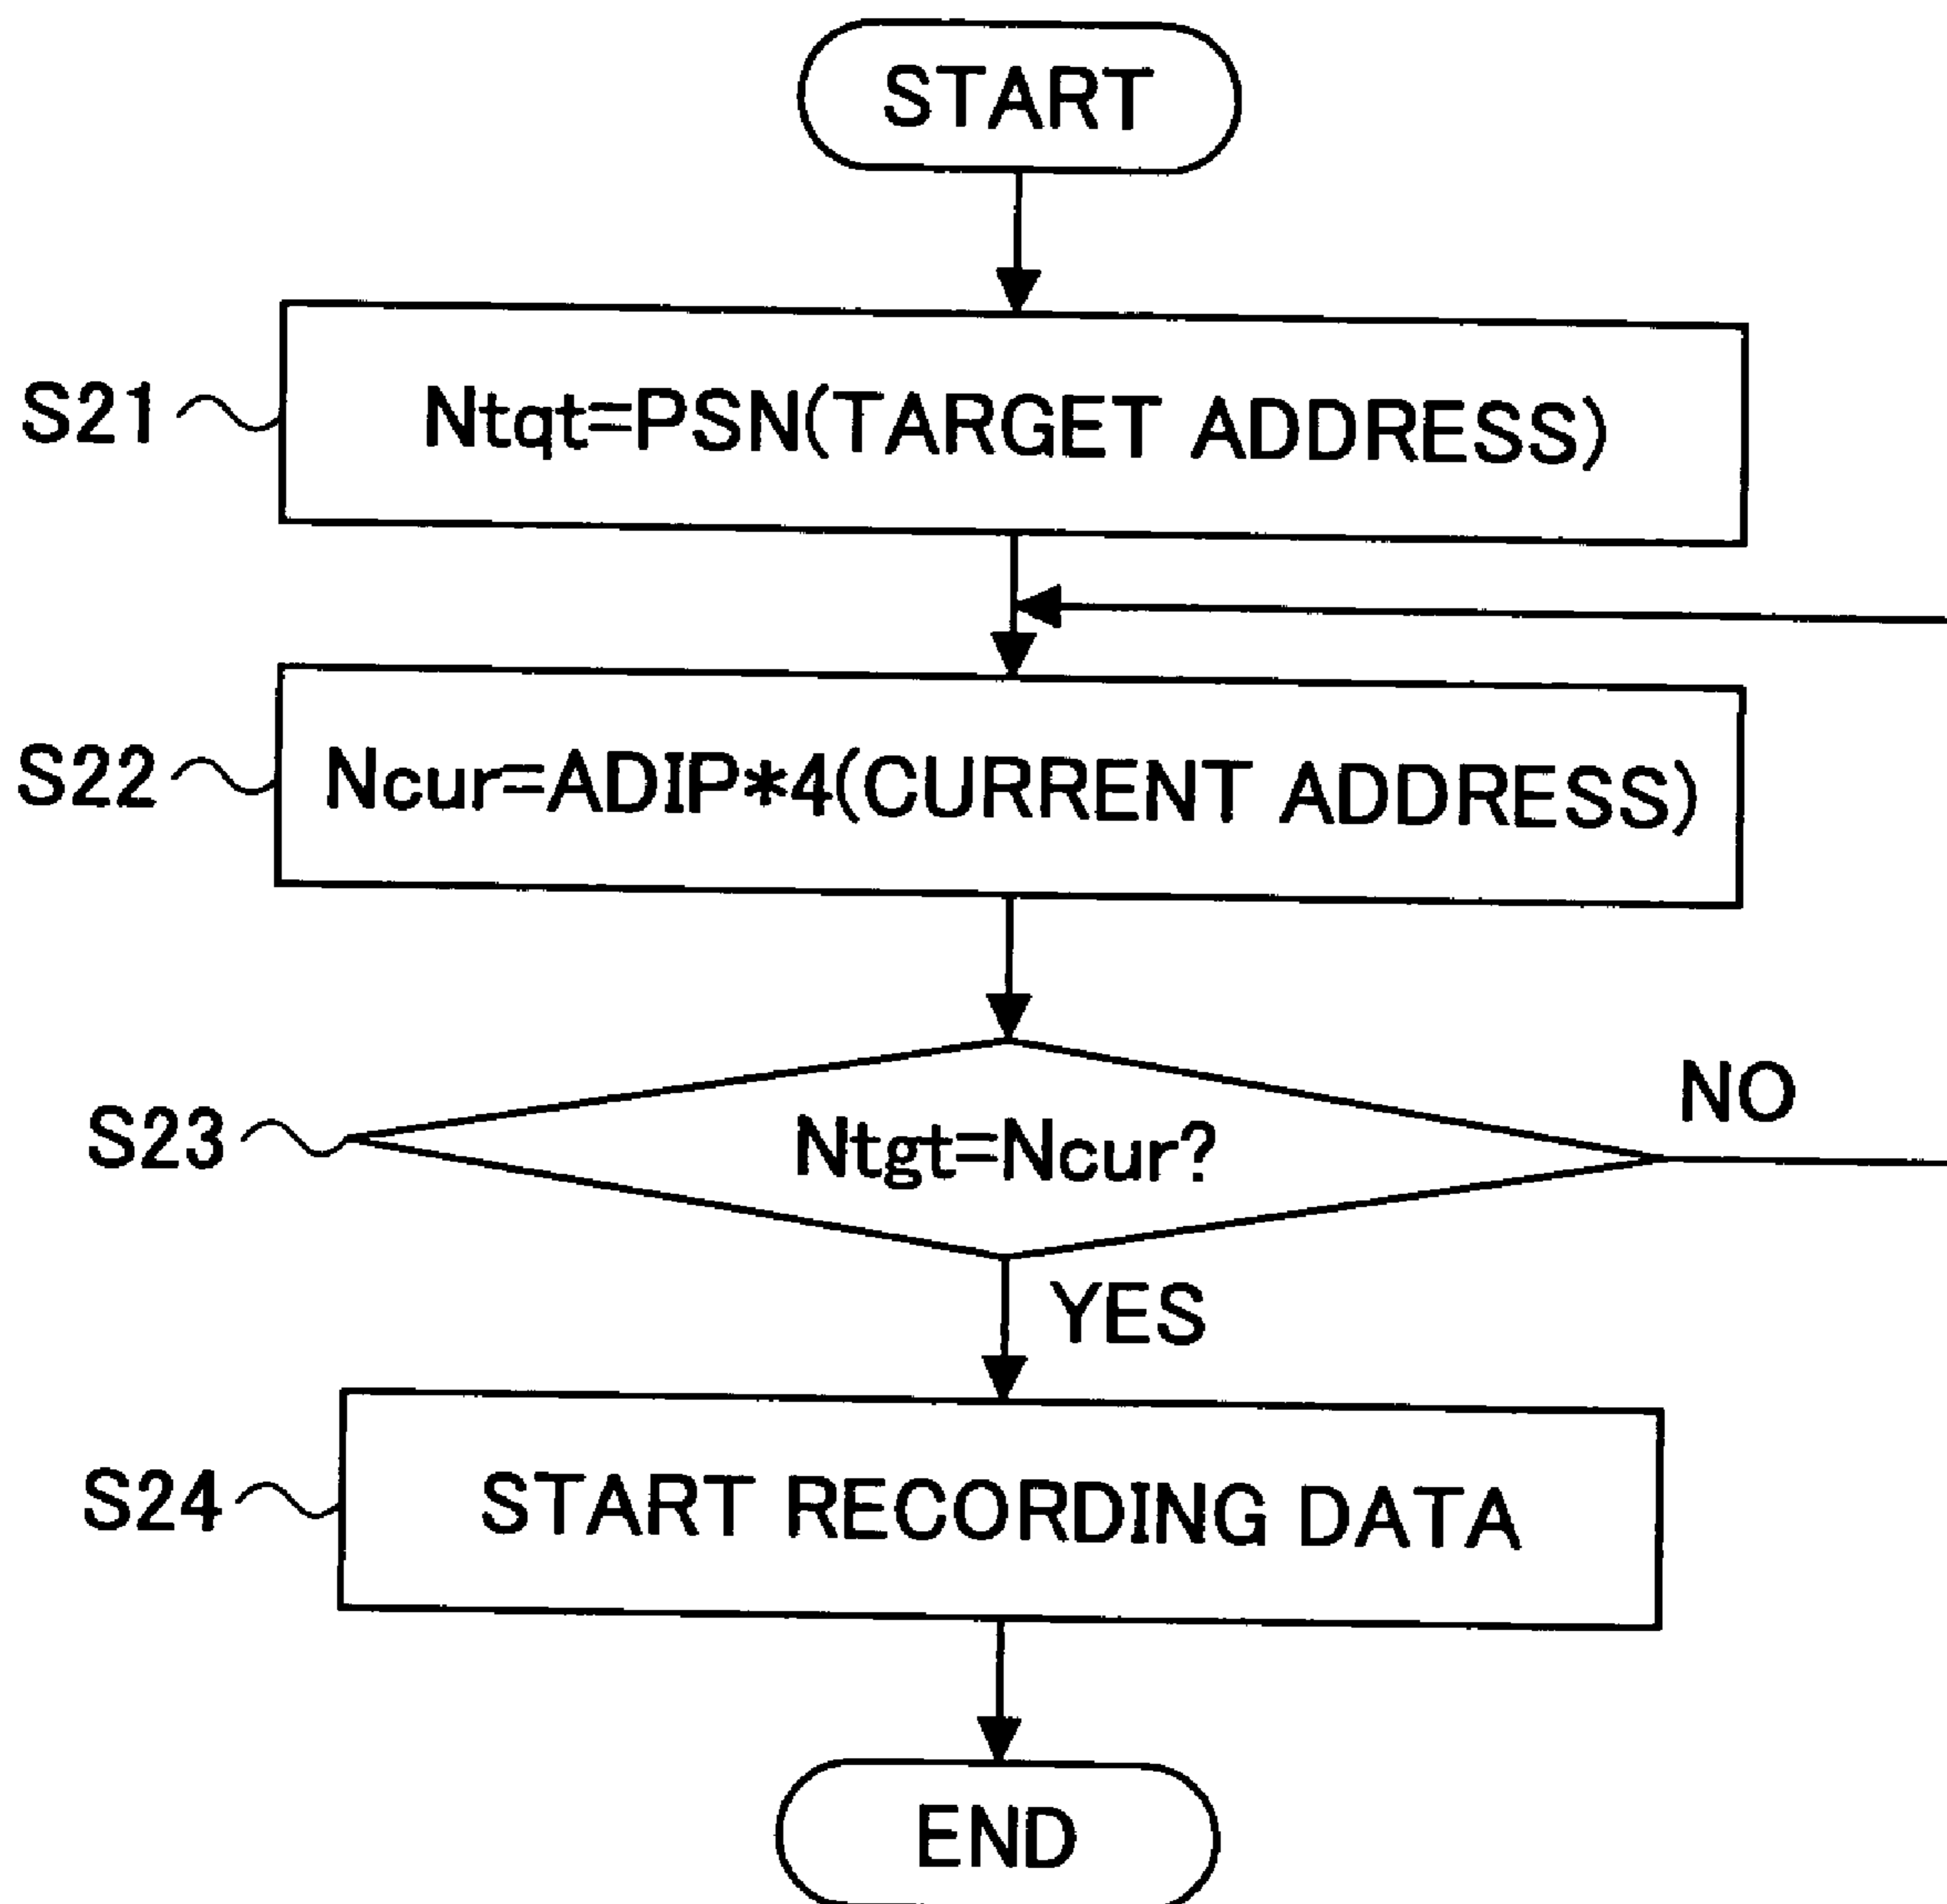 START
S21
Ntqt=PSN(TARGET ADDRESS)
S22
Ncur=ADIP*4(CURRENT ADDRESS)
S23
Ntgt=Ncur?
NO
YES
S24
START RECORDING DATA
END